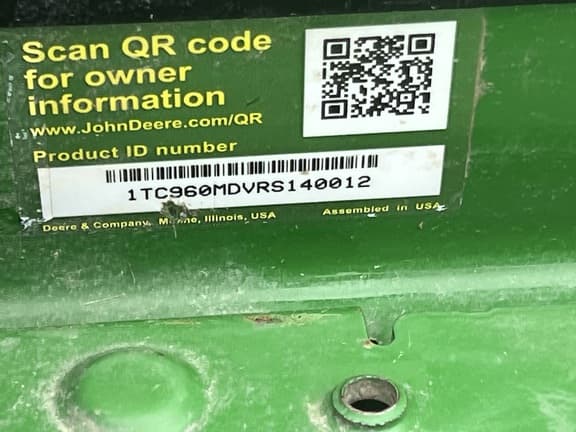 Scan QR code
for owner
information
www.JohnDeere.com/QR
Product ID number
1TC960MDVRS140012
Deere & Company, Illinois, USA
Assembled in USA